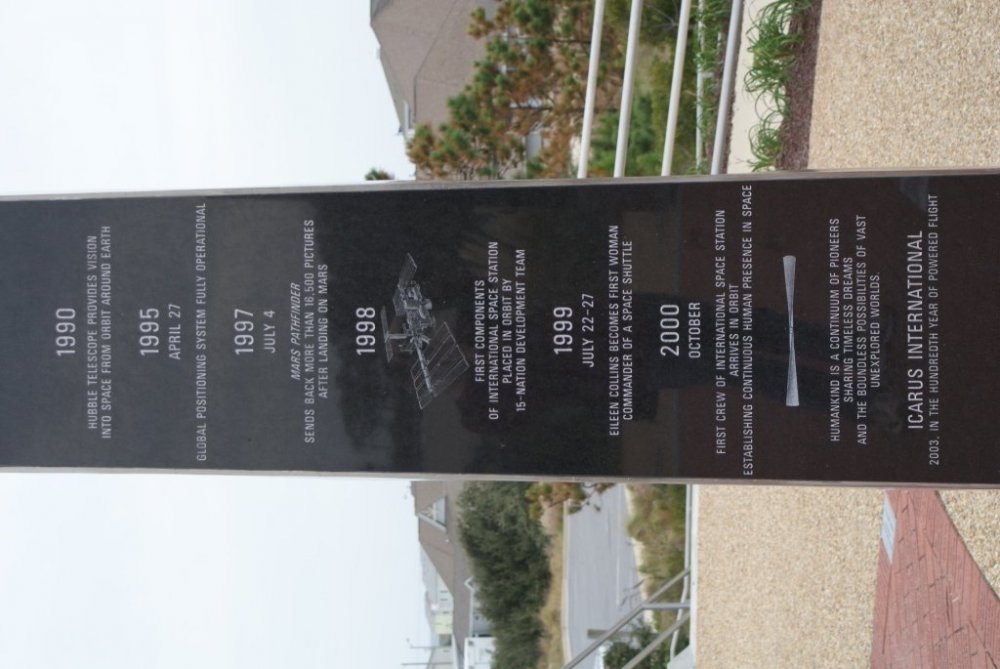 1990
HUBBLE TELESCOPE PROVIDES VISION
INTO SPACE FROM ORBIT AROUND EARTH
1995
APRIL 27
GLOBAL POSITIONING SYSTEM FULLY OPERATIONAL
1997
JULY 4
MARS PATHFINDER
SENDS BACK MORE THAN 16,500 PICTURES
AFTER LANDING ON MARS
1998
FIRST COMPONENTS
OF INTERNATIONAL SPACE STATION
PLACED IN ORBIT BY
15-NATION DEVELOPMENT TEAM
1999
JULY 22-27
EILEEN COLLINS BECOMES FIRST WOMAN
COMMANDER OF A SPACE SHUTTLE
2000
OCTOBER
FIRST CREW OF INTERNATIONAL SPACE STATION
ARRIVES IN ORBIT
ESTABLISHING CONTINUOUS HUMAN PRESENCE IN SPACE
HUMANKIND IS A CONTINUUM OF PIONEERS
SHARING TIMELESS DREAMS
AND THE BOUNDLESS POSSIBILITIES OF VAST
UNEXPLORED WORLDS.
ICARUS INTERNATIONAL
2003, IN THE HUNDREDTH YEAR OF POWERED FLIGHT